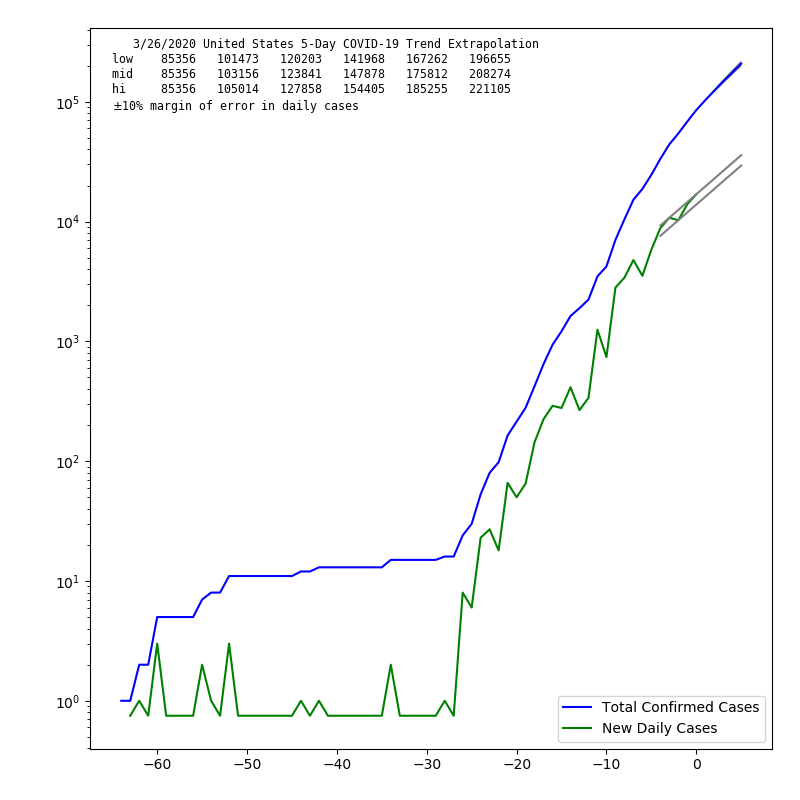 3/26/2020 United States 5-Day COVID-19 Trend Extrapolation
low 85356 101473 120203 141968 167262 196655
mid 85356 103156 123841 147878 175812 208274
hi 85356 105014 127858 154405 185255 221105
±10% margin of error in daily cases
10⁵
10⁴
10³
10²
10¹
10⁰
Total Confirmed Cases
New Daily Cases
−60 −50 −40 −30 −20 −10 0